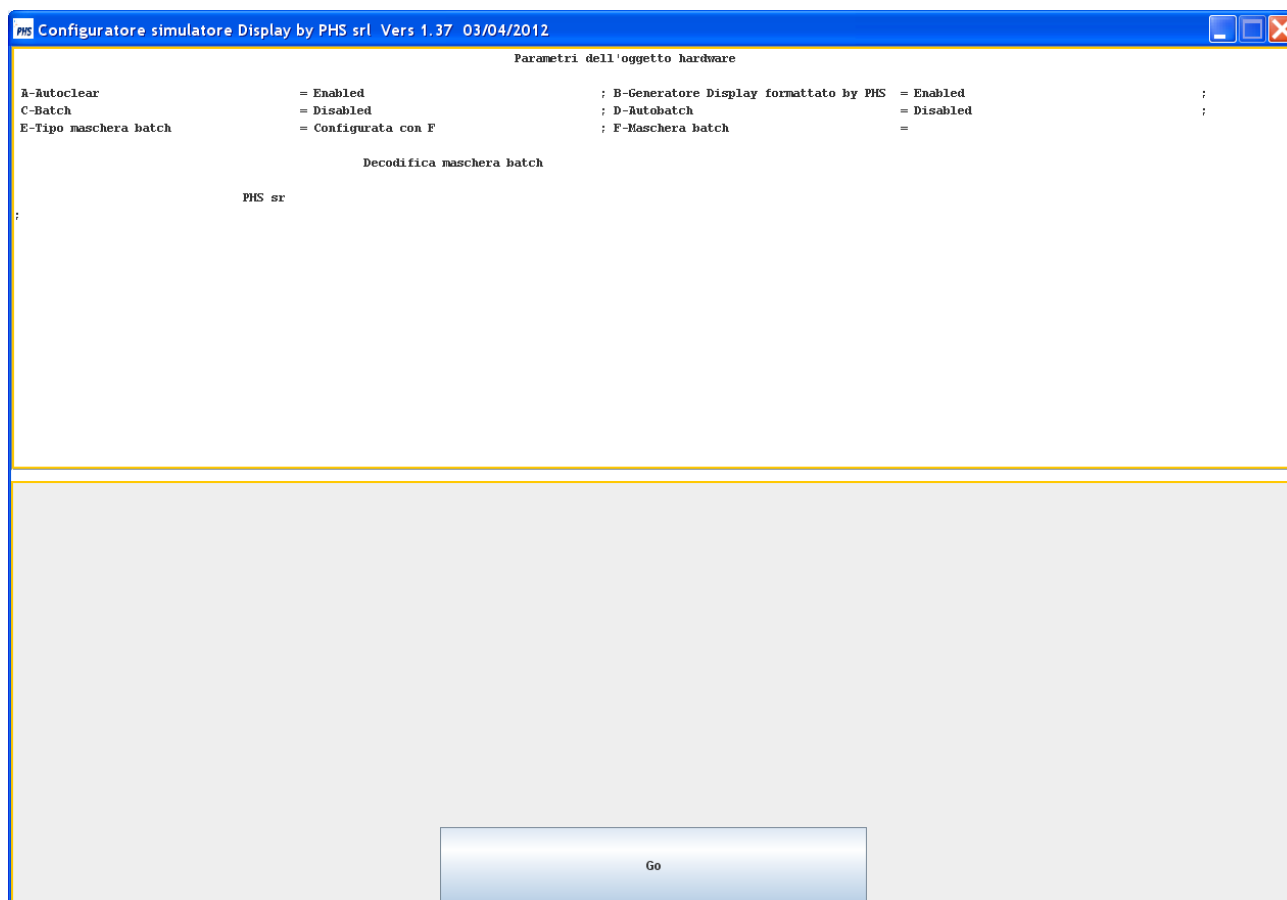 PHS Configuratore simulatore Display by PHS srl Vers 1.37 03/04/2012
Parametri dell'oggetto hardware
A-Autoclear = Enabled ; B-Generatore Display formattato by PHS = Enabled ;
C-Batch = Disabled ; D-Autobatch = Disabled ;
E-Tipo maschera batch = Configurata con F ; F-Maschera batch =
Decodifica maschera batch
PHS sr
;
Go